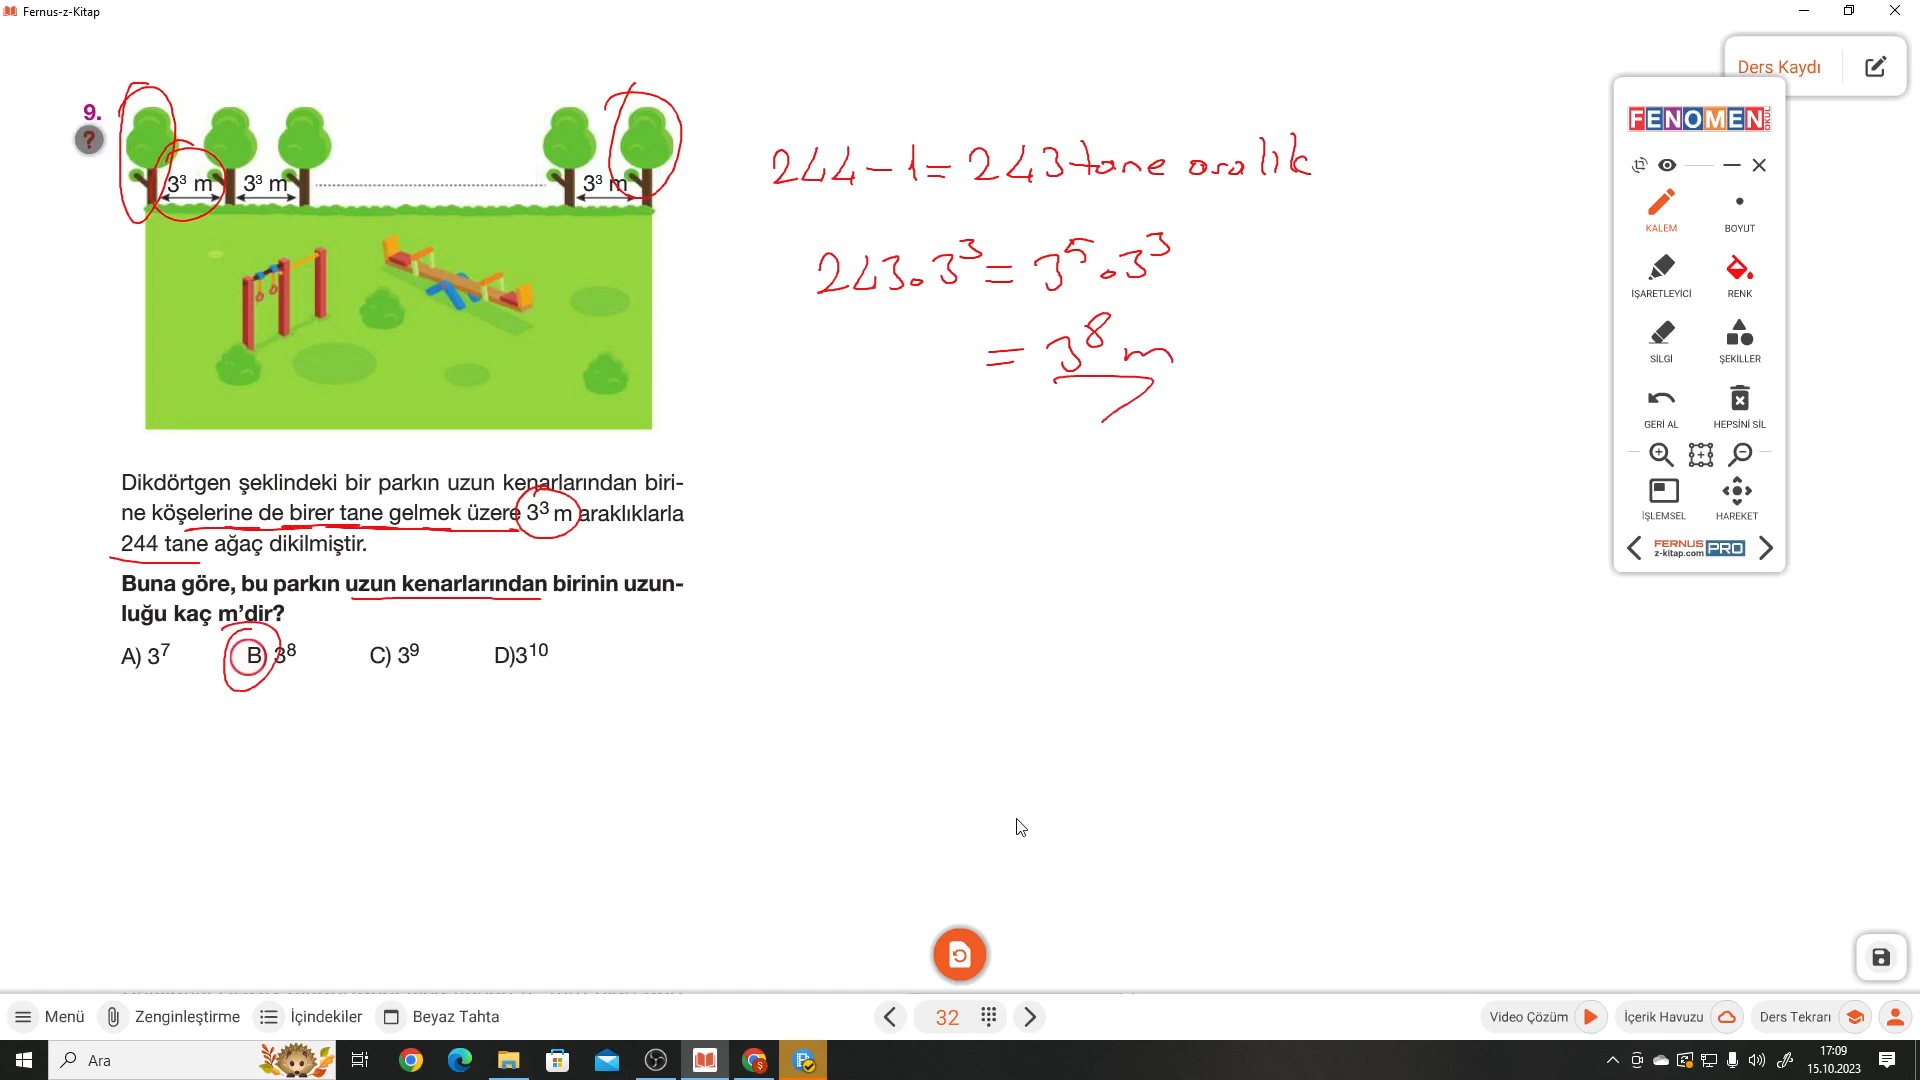 Fernus-z-Kitap
Ders Kaydı
9.
?
3³ m
3³ m
3³ m
244-1=243 tane aralık
243.3³=3⁵.3³
=3⁸ m
Dikdörtgen şeklindeki bir parkın uzun kenarlarından biri-
ne köşelerine de birer tane gelmek üzere 3³ m araklıklarla
244 tane ağaç dikilmiştir.
Buna göre, bu parkın uzun kenarlarından birinin uzun-
luğu kaç m’dir?
A) 3⁷ B) 3⁸ C) 3⁹ D)3¹⁰
FENOMEN OKUL
KALEM BOYUT
İŞARETLEYİCİ RENK
SİLGİ ŞEKİLLER
GERİ AL HEPSİNİ SİL
İŞLEMSEL HAREKET
FERNUS z-kitap.com PRO
Menü Zenginleştirme İçindekiler Beyaz Tahta 32 Video Çözüm İçerik Havuzu Ders Tekrarı
Ara
17:09
15.10.2023